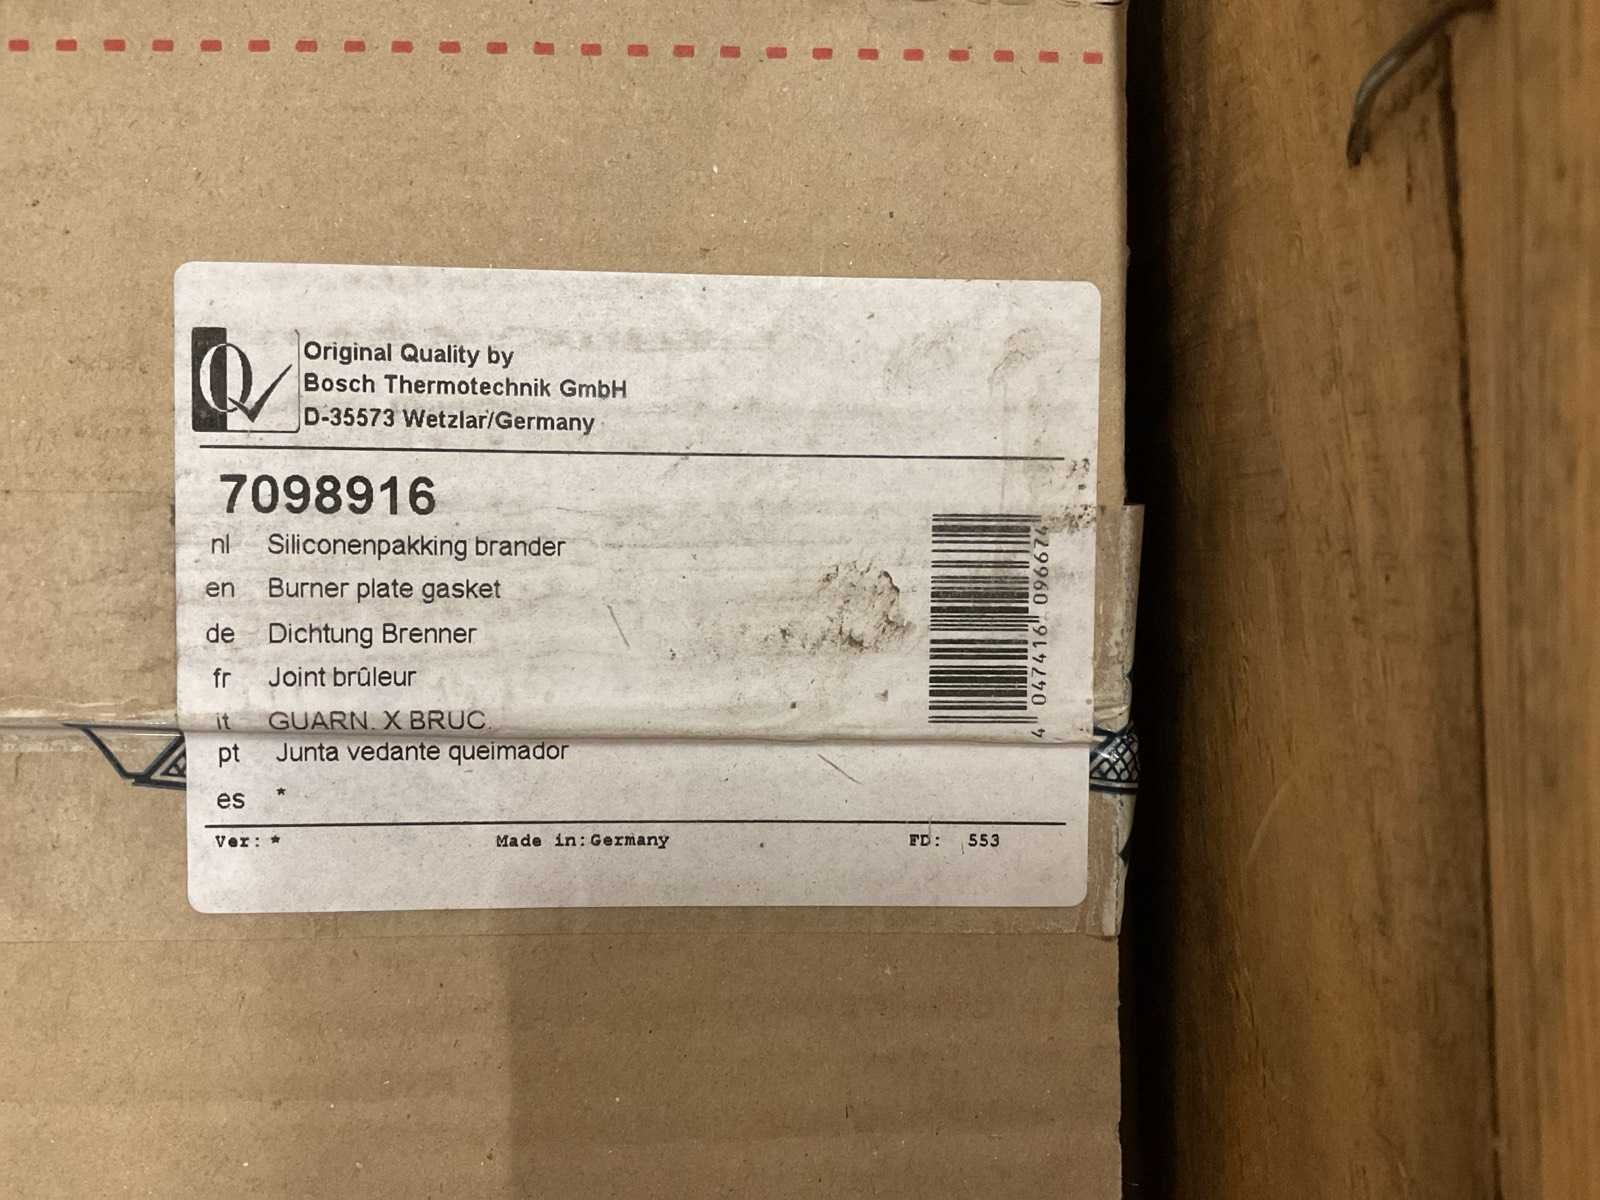 Q
Original Quality by
Bosch Thermotechnik GmbH
D-35573 Wetzlar/Germany
7098916
nl Siliconenpakking brander
en Burner plate gasket
de Dichtung Brenner
fr Joint brûleur
it GUARN. X BRUC.
pt Junta vedante queimador
es *
Ver: * Made in: Germany FD: 553
4 047416 096674